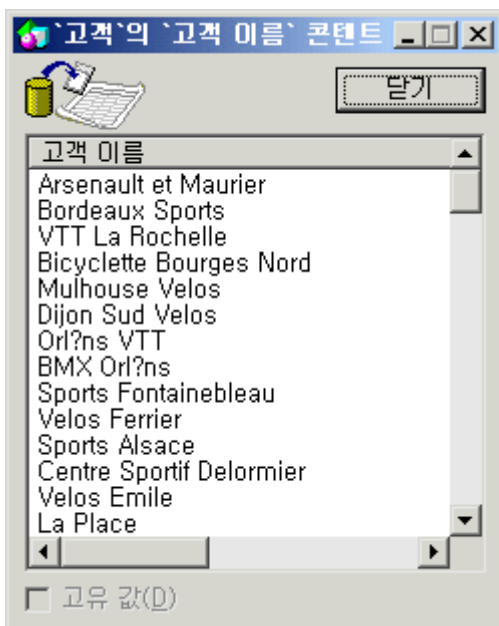 `고객`의 `고객 이름` 콘텐트
닫기
고객 이름
Arsenault et Maurier
Bordeaux Sports
VTT La Rochelle
Bicyclette Bourges Nord
Mulhouse Velos
Dijon Sud Velos
Orl?ns VTT
BMX Orl?ns
Sports Fontainebleau
Velos Ferrier
Sports Alsace
Centre Sportif Delormier
Velos Emile
La Place
고유 값(D)